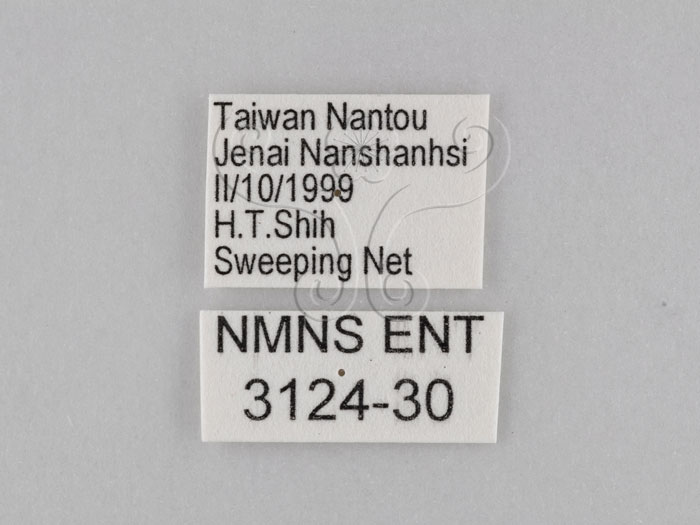 Taiwan Nantou
Jenai Nanshanhsi
II/10/1999
H.T.Shih
Sweeping Net
NMNS ENT
3124-30